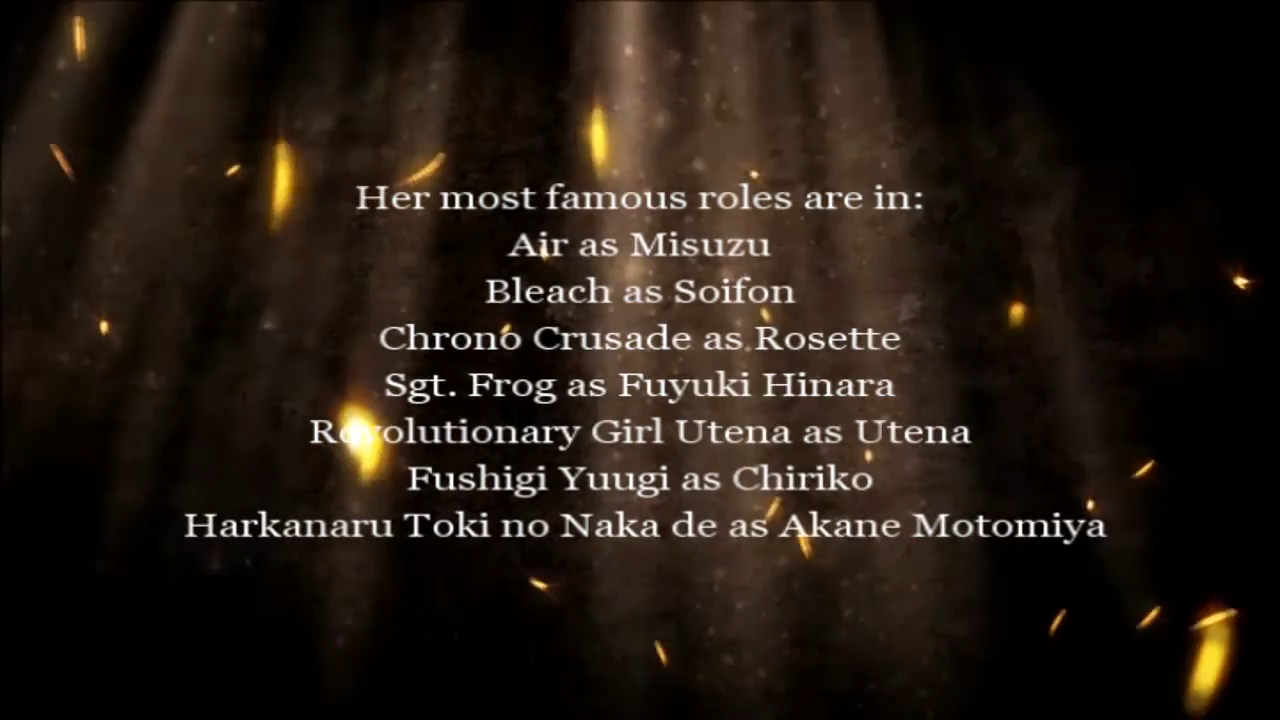 Her most famous roles are in:
Air as Misuzu
Bleach as Soifon
Chrono Crusade as Rosette
Sgt. Frog as Fuyuki Hinara
Revolutionary Girl Utena as Utena
Fushigi Yuugi as Chiriko
Harkanaru Toki no Naka de as Akane Motomiya